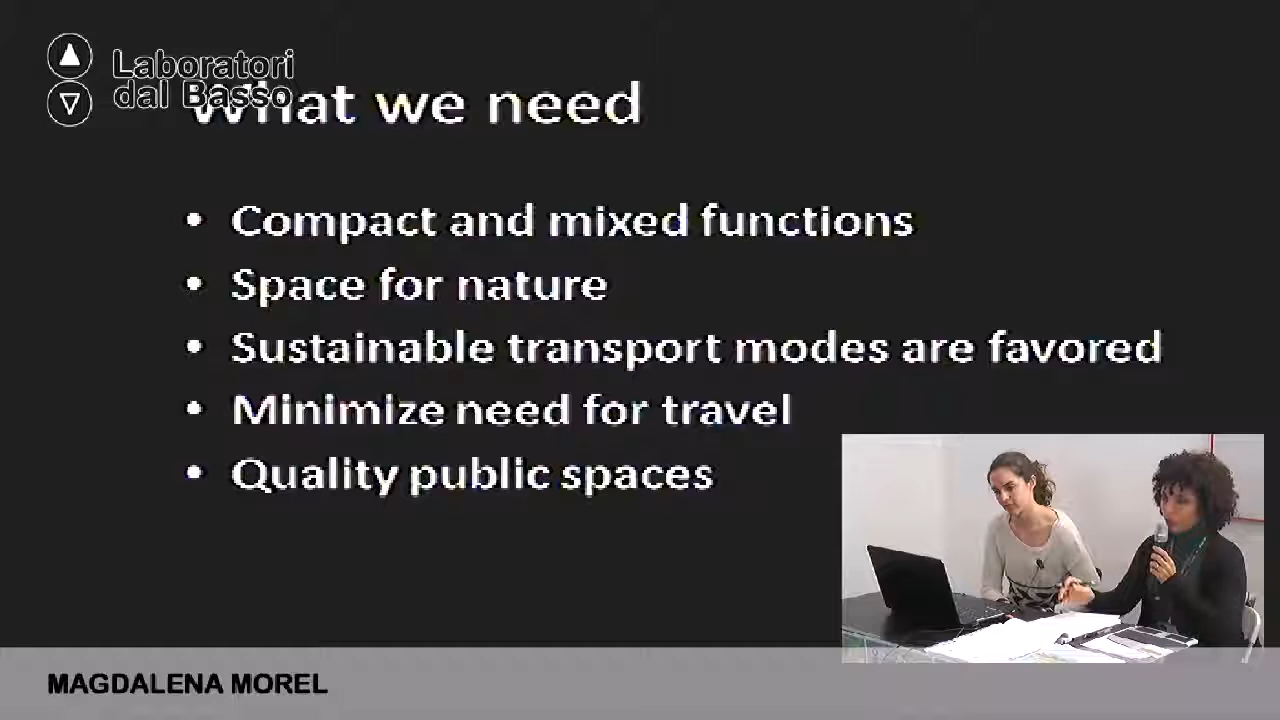 Laboratori
dal Basso
What we need
• Compact and mixed functions
• Space for nature
• Sustainable transport modes are favored
• Minimize need for travel
• Quality public spaces
MAGDALENA MOREL